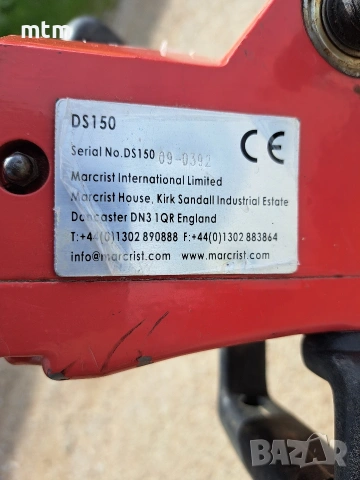 mtm
DS150
Serial No.DS150 09-0392
CE
Marcrist International Limited
Marcrist House, Kirk Sandall Industrial Estate
Doncaster DN3 1QR England
T:+44(0)1302 890888 F:+44(0)1302 883864
info@marcrist.com www.marcrist.com
BAZAR